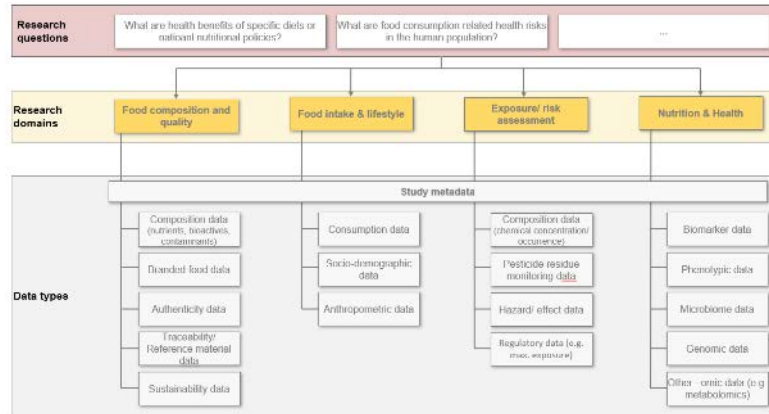 Research
questions
What are health benefits of specific diets or
natioanl nutritional policies?
What are food consumption related health risks
in the human population?
...
Research
domains
Food composition and
quality
Food intake & lifestyle
Exposure/ risk
assessment
Nutrition & Health
Study metadata
Data types
Composition data
(nutrients, bioactives,
contaminants)
Branded food data
Authenticity data
Traceability/
Reference material
data
Sustainability data
Consumption data
Socio-demographic
data
Anthropometric data
Composition data
(chemical concentration/
occurrence)
Pesticide residue
monitoring data
Hazard/ effect data
Regulatory data (e.g.
max. exposure)
Biomarker data
Phenotypic data
Microbiome data
Genomic data
Other - omic data (e.g
metabolomics)